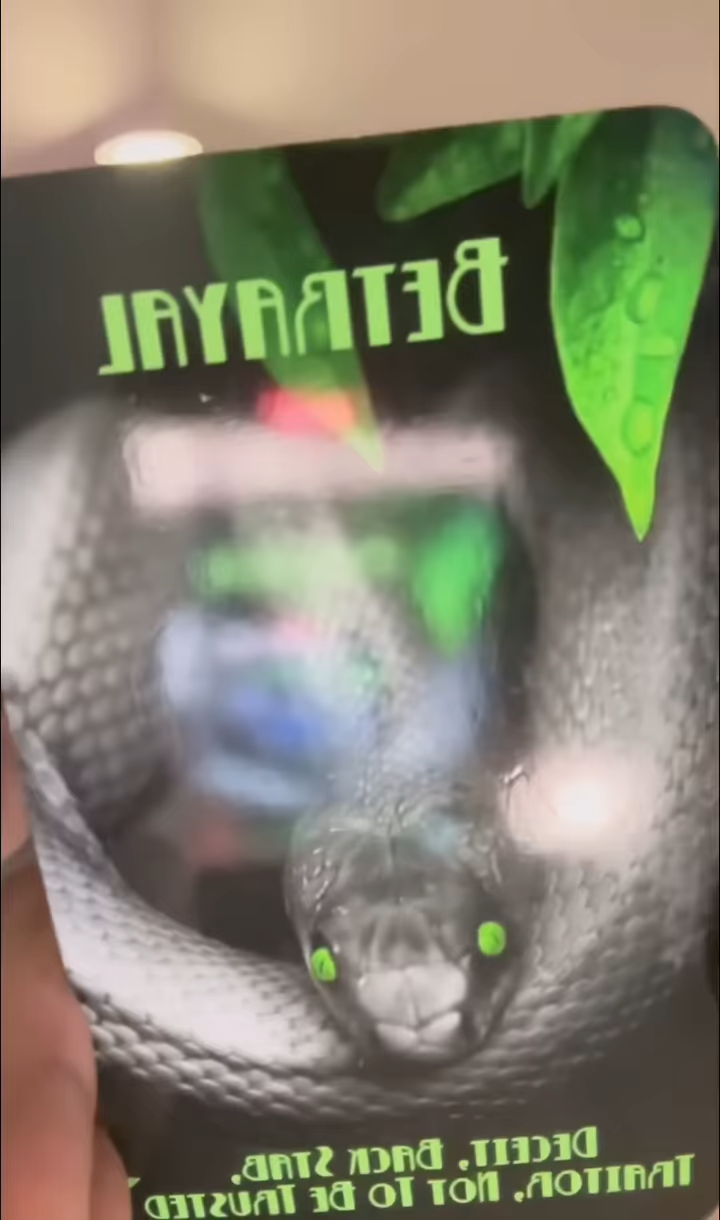 BETRAYAL
DECEIT, BACK STAB,
TRAITOR, NOT TO BE TRUSTED